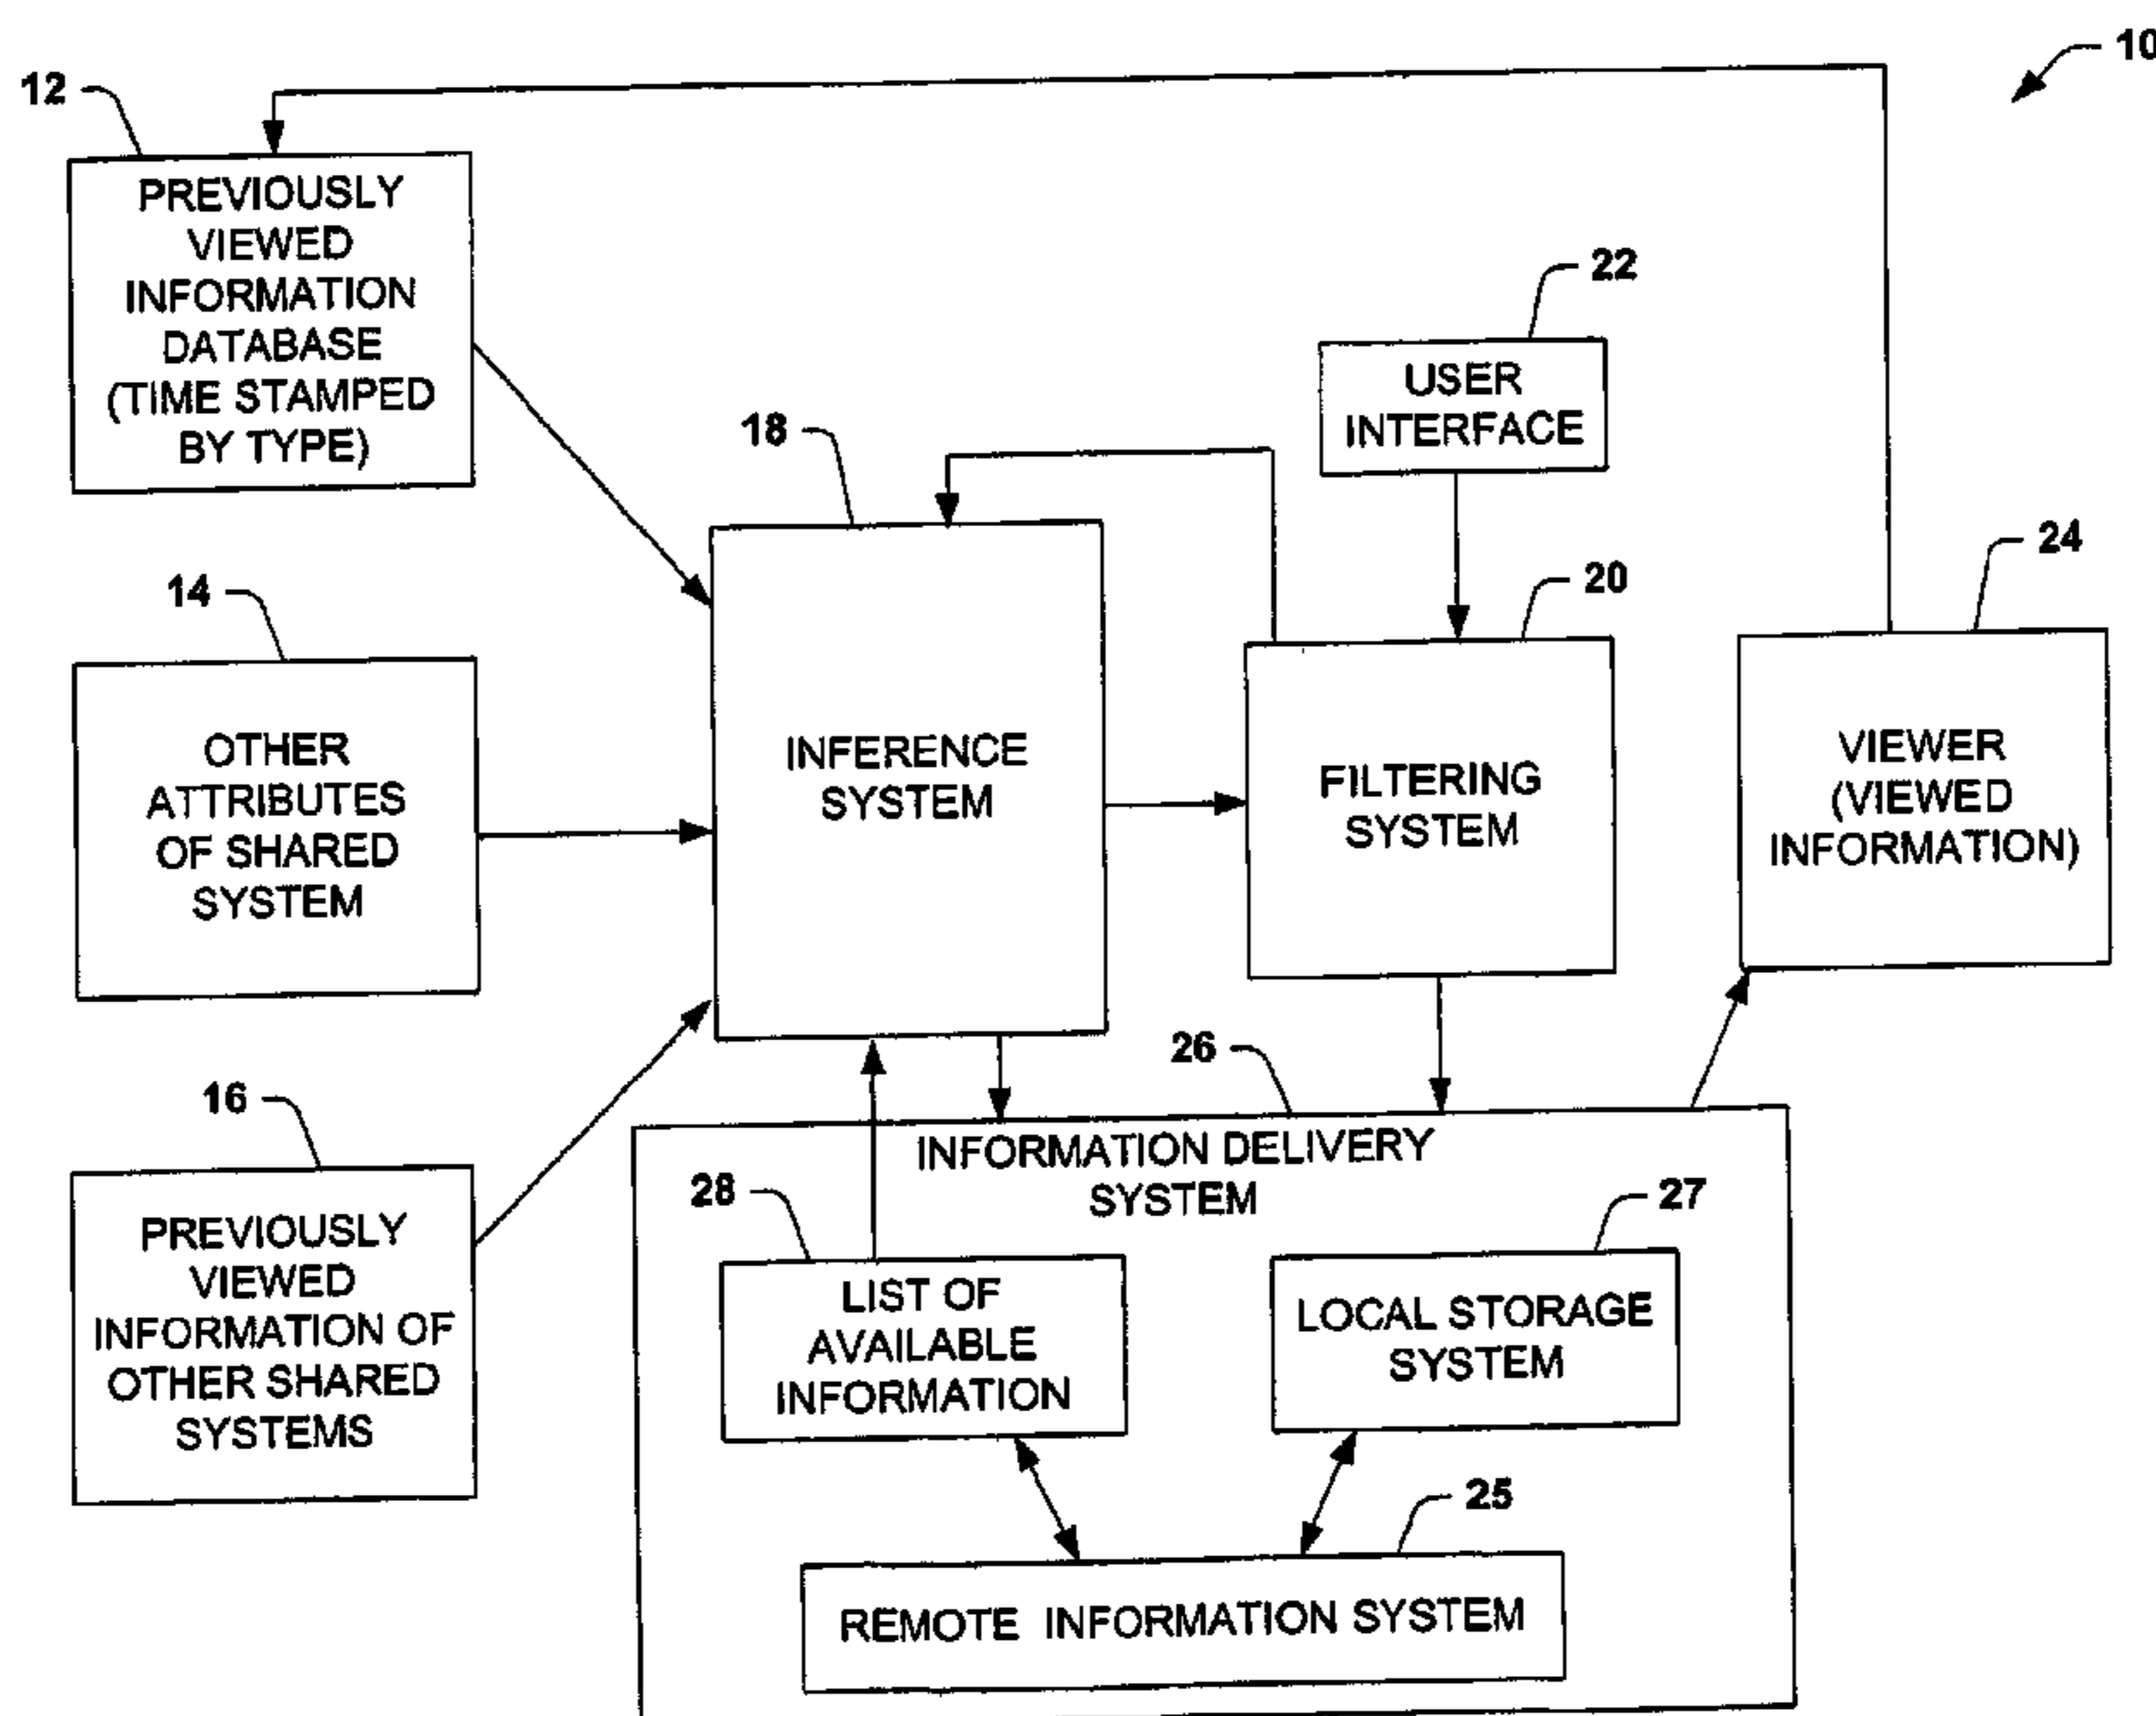 10
12
PREVIOUSLY
VIEWED
INFORMATION
DATABASE
(TIME STAMPED
BY TYPE)
22
USER
INTERFACE
18
14
OTHER
ATTRIBUTES
OF SHARED
SYSTEM
INFERENCE
SYSTEM
20
FILTERING
SYSTEM
24
VIEWER
(VIEWED
INFORMATION)
16
PREVIOUSLY
VIEWED
INFORMATION OF
OTHER SHARED
SYSTEMS
26
INFORMATION DELIVERY
SYSTEM
28
LIST OF
AVAILABLE
INFORMATION
27
LOCAL STORAGE
SYSTEM
25
REMOTE INFORMATION SYSTEM